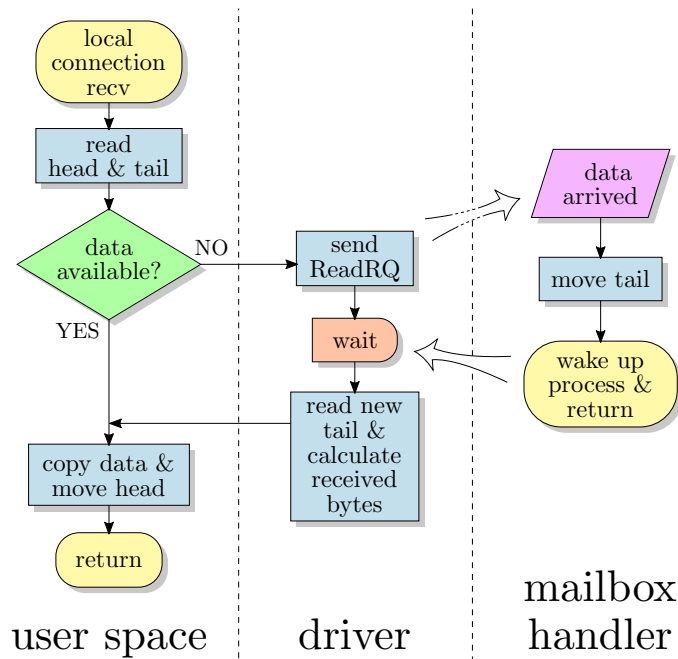 local
connection
recv
read
head & tail
data
available?
NO
YES
copy data &
move head
return
user space
send
ReadRQ
wait
read new
tail &
calculate
received
bytes
driver
data
arrived
move tail
wake up
process &
return
mailbox
handler